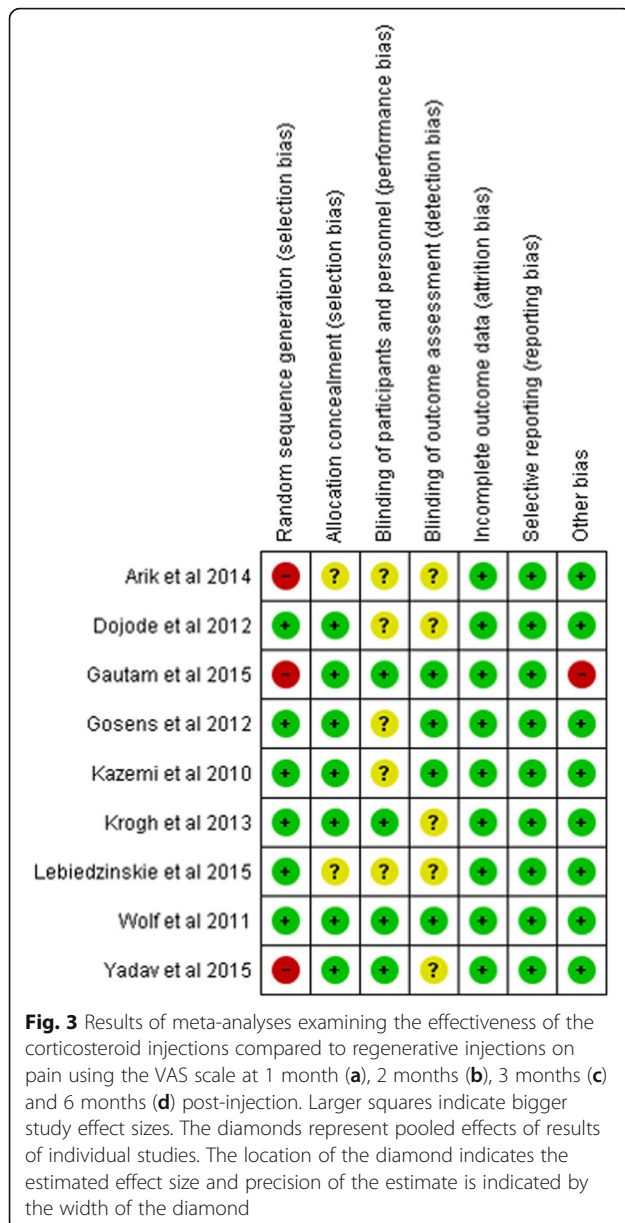 Random sequence generation (selection bias)
Allocation concealment (selection bias)
Blinding of participants and personnel (performance bias)
Blinding of outcome assessment (detection bias)
Incomplete outcome data (attrition bias)
Selective reporting (reporting bias)
Other bias
Arik et al 2014 - ? ? ? + + +
Dojode et al 2012 + + ? ? + + +
Gautam et al 2015 - + + + + + -
Gosens et al 2012 + + ? + + + +
Kazemi et al 2010 + + ? + + + +
Krogh et al 2013 + + + ? + + +
Lebiedzinskie et al 2015 + ? ? ? + + +
Wolf et al 2011 + + + + + + +
Yadav et al 2015 - + + ? + + +
Fig. 3 Results of meta-analyses examining the effectiveness of the
corticosteroid injections compared to regenerative injections on
pain using the VAS scale at 1 month (a), 2 months (b), 3 months (c)
and 6 months (d) post-injection. Larger squares indicate bigger
study effect sizes. The diamonds represent pooled effects of results
of individual studies. The location of the diamond indicates the
estimated effect size and precision of the estimate is indicated by
the width of the diamond